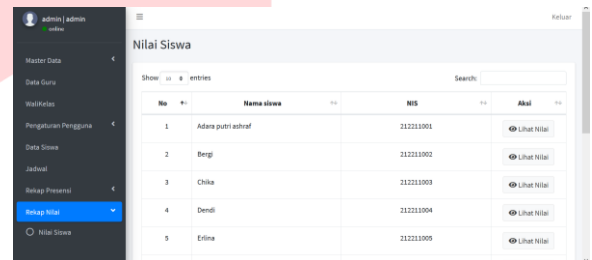 admin | admin
online
Keluar
Master Data
Data Guru
WaliKelas
Pengaturan Pengguna
Data Siswa
Jadwal
Rekap Presensi
Rekap Nilai
Nilai Siswa
Nilai Siswa
Show 10 entries
Search:
No Nama siswa NIS Aksi
1 Adara putri ashraf 212211001 Lihat Nilai
2 Bergi 212211002 Lihat Nilai
3 Chika 212211003 Lihat Nilai
4 Dendi 212211004 Lihat Nilai
5 Erlina 212211005 Lihat Nilai